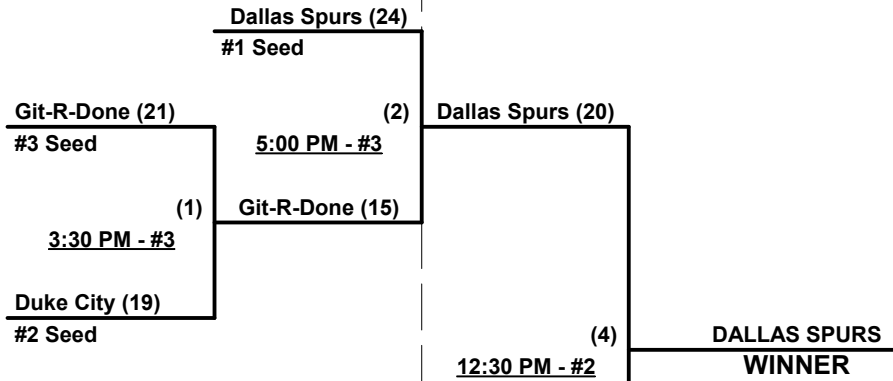 Dallas Spurs (24)
#1 Seed
Git-R-Done (21)
(2)
Dallas Spurs (20)
#3 Seed
5:00 PM - #3
(1)
Git-R-Done (15)
3:30 PM - #3
Duke City (19)
#2 Seed
(4)
DALLAS SPURS
12:30 PM - #2
WINNER